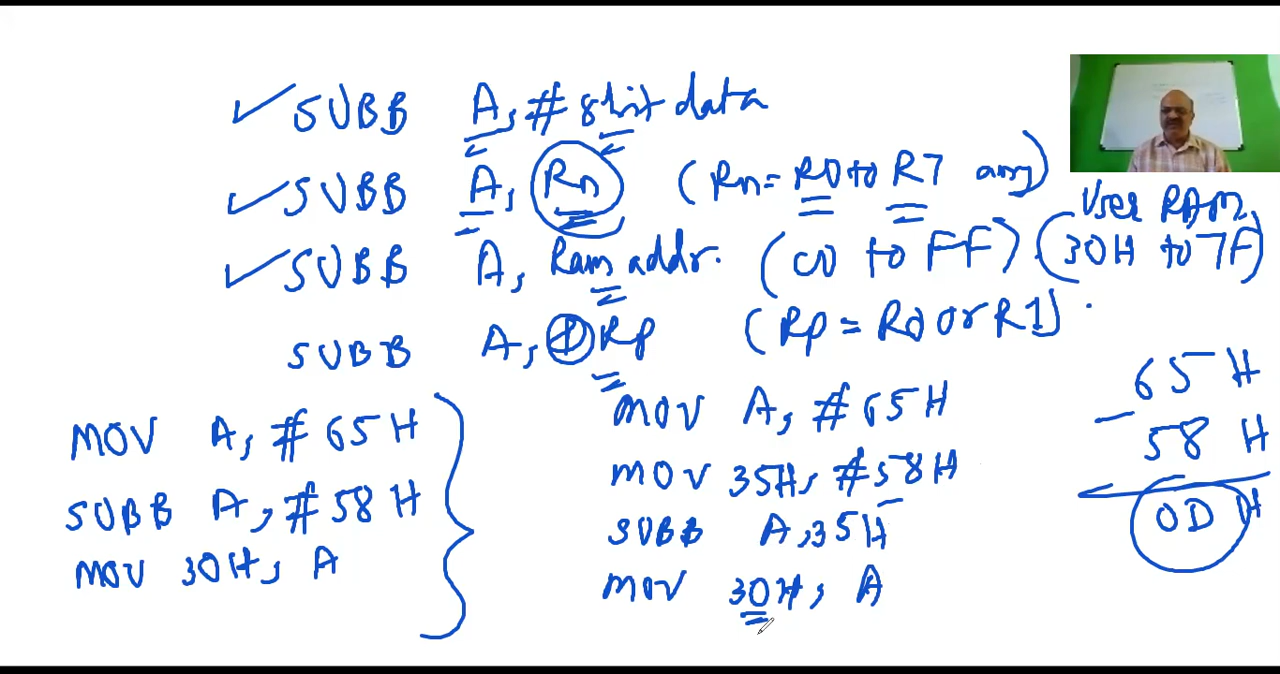 SUBB A, # 8bit data
SUBB A, Rn (Rn = R0 to R7 any)
SUBB A, Ram addr. (00 to FF) . (30H to 7F)
User RAM
SUBB A, @Rp (Rp = R0 or R1) .
MOV A, # 65H
SUBB A, # 58H
MOV 30H, A
MOV A, # 65H
MOV 35H, # 58H
SUBB A, 35H
MOV 30H, A
65 H
- 58 H
0D H